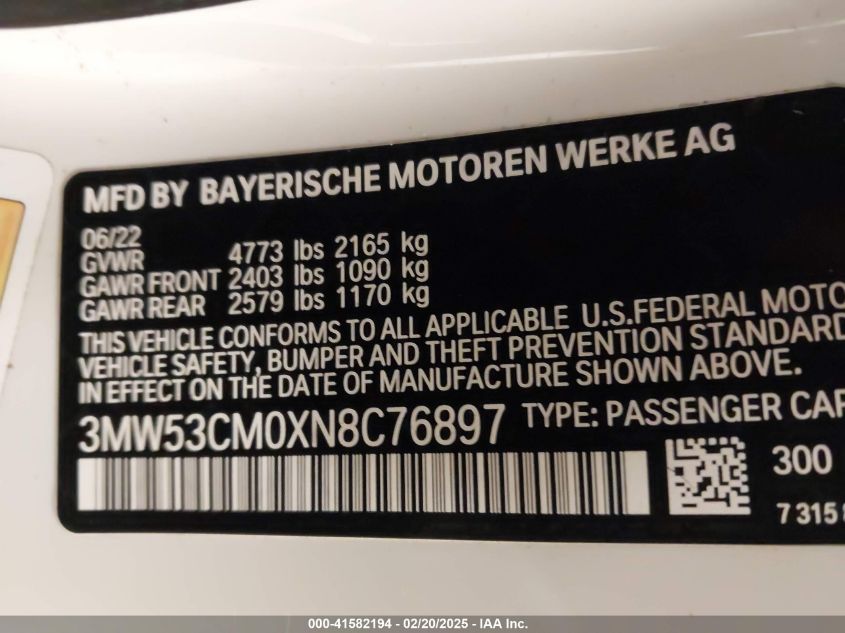 MFD BY BAYERISCHE MOTOREN WERKE AG
06/22
GVWR 4773 lbs 2165 kg
GAWR FRONT 2403 lbs 1090 kg
GAWR REAR 2579 lbs 1170 kg
THIS VEHICLE CONFORMS TO ALL APPLICABLE U.S.FEDERAL MOTO
VEHICLE SAFETY, BUMPER AND THEFT PREVENTION STANDARD
IN EFFECT ON THE DATE OF MANUFACTURE SHOWN ABOVE.
3MW53CM0XN8C76897 TYPE: PASSENGER CAR
300
7 315
000-41582194 - 02/20/2025 - IAA Inc.